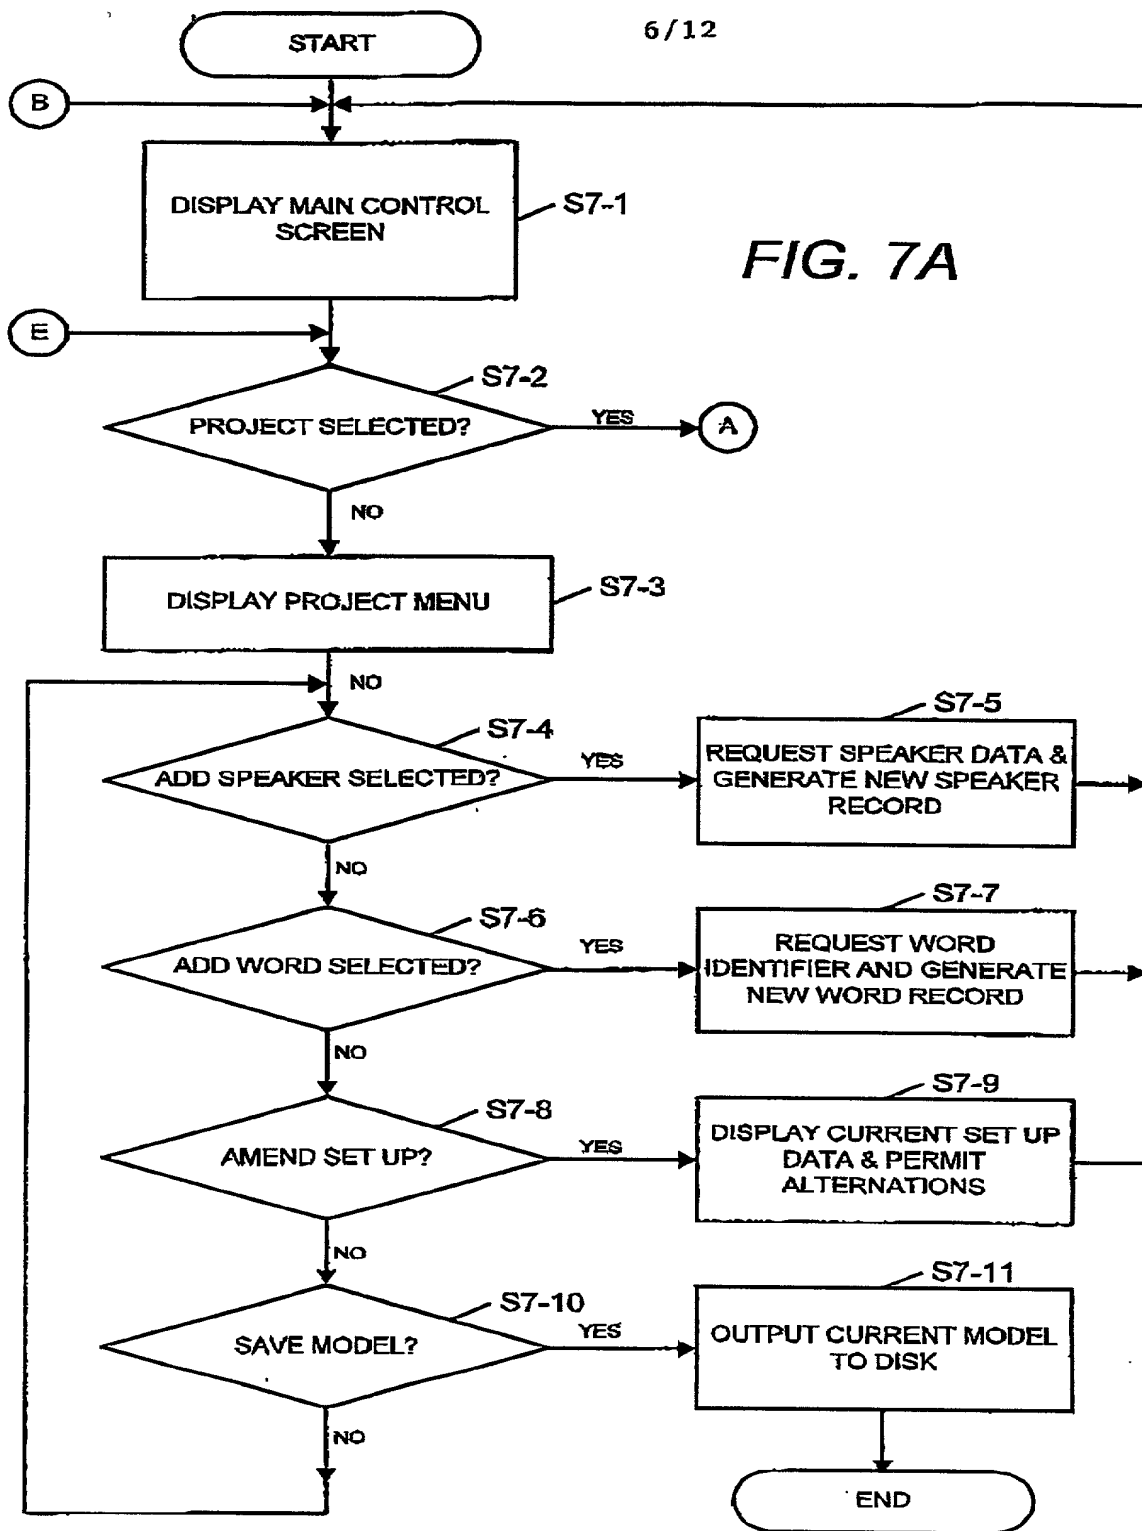 START
6/12
B
DISPLAY MAIN CONTROL
SCREEN
S7-1
FIG. 7A
E
S7-2
PROJECT SELECTED?
YES
A
NO
DISPLAY PROJECT MENU
S7-3
NO
S7-4
ADD SPEAKER SELECTED?
YES
S7-5
REQUEST SPEAKER DATA &
GENERATE NEW SPEAKER
RECORD
NO
S7-6
ADD WORD SELECTED?
YES
S7-7
REQUEST WORD
IDENTIFIER AND GENERATE
NEW WORD RECORD
NO
S7-8
AMEND SET UP?
YES
S7-9
DISPLAY CURRENT SET UP
DATA & PERMIT
ALTERNATIONS
NO
S7-10
SAVE MODEL?
YES
S7-11
OUTPUT CURRENT MODEL
TO DISK
NO
END